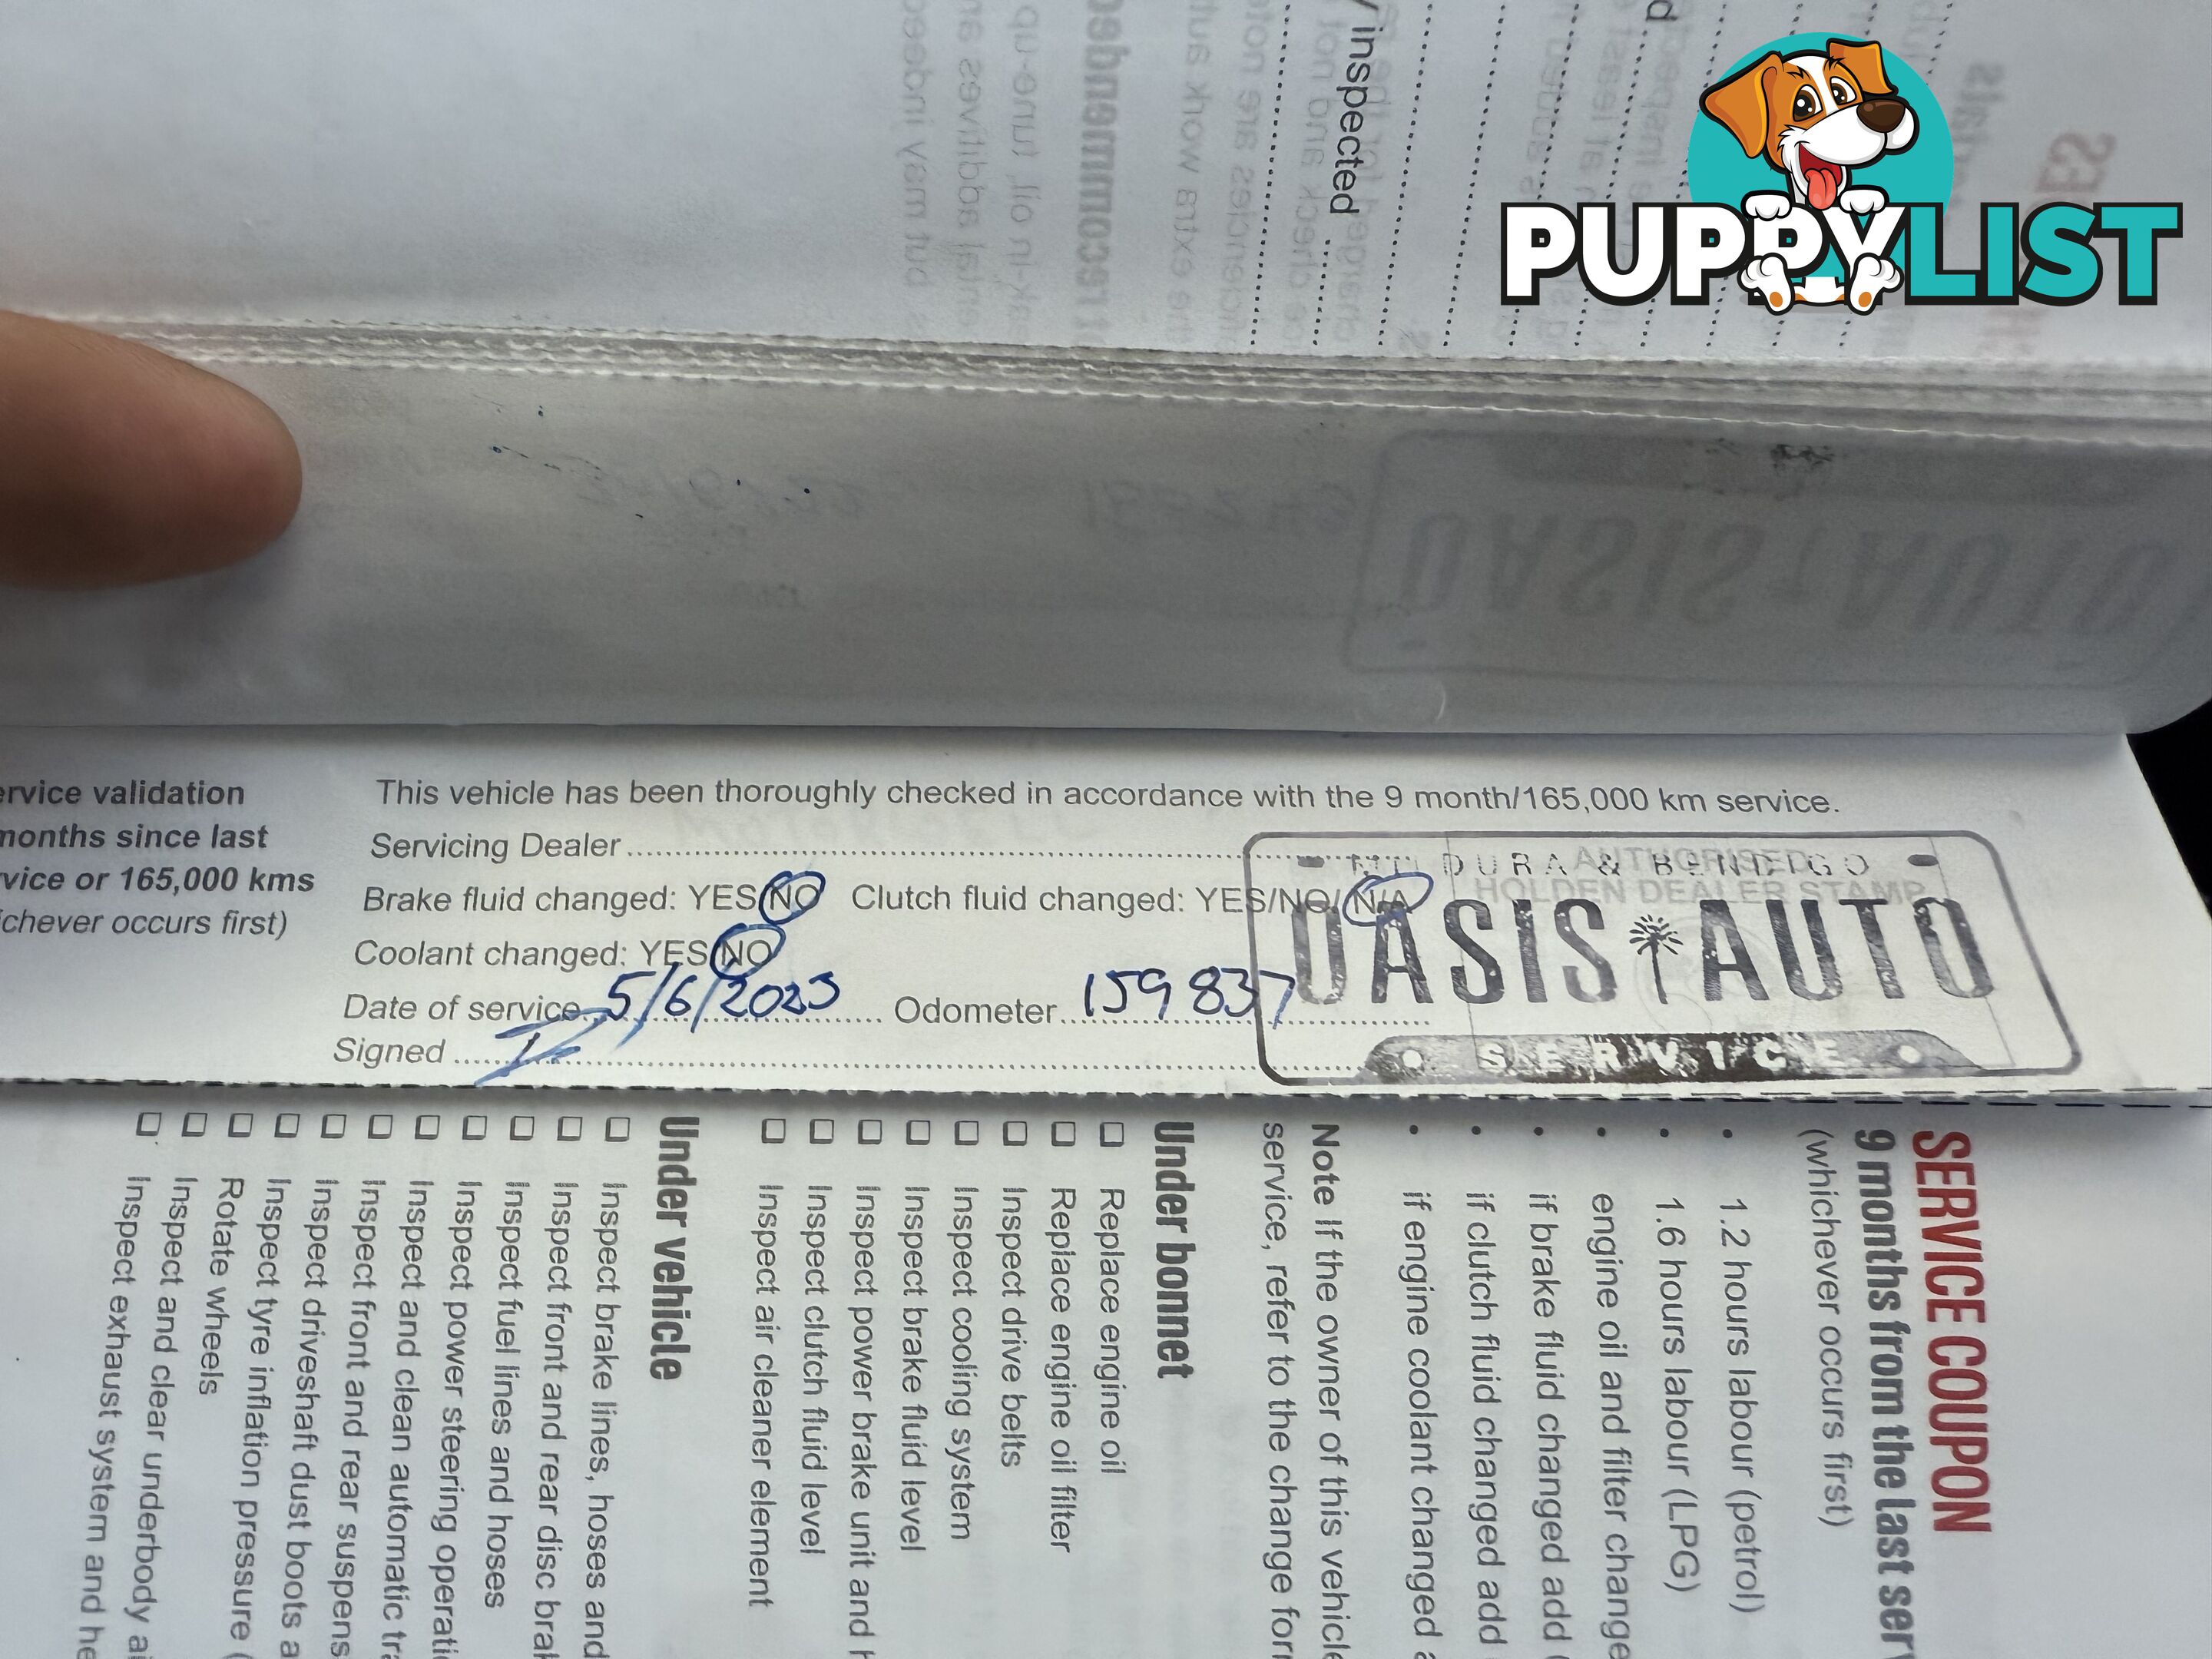 PUPPYLIST
inspected
This vehicle has been thoroughly checked in accordance with the 9 month/165,000 km service.
service validation
months since last
service or 165,000 kms
(whichever occurs first)
Servicing Dealer
Brake fluid changed: YES/NO Clutch fluid changed: YES/NO/N/A
Coolant changed: YES/NO
Date of service 5/6/2023 Odometer 159 837
Signed
AUTHORISED
HOLDEN DEALER STAMP
MILDURA & BENDIGO
OASIS AUTO
SERVICE
SERVICE COUPON
9 months from the last serv
(whichever occurs first)
• 1.2 hours labour (petrol)
• 1.6 hours labour (LPG)
• engine oil and filter change
• if brake fluid changed add
• if clutch fluid changed add
• if engine coolant changed a
Note If the owner of this vehicle
service, refer to the change for
Under bonnet
Replace engine oil
Replace engine oil filter
Inspect drive belts
Inspect cooling system
Inspect brake fluid level
Inspect power brake unit and h
Inspect clutch fluid level
Inspect air cleaner element
Under vehicle
Inspect brake lines, hoses and
Inspect front and rear disc brak
Inspect fuel lines and hoses
Inspect power steering operati
Inspect and clean automatic tra
Inspect front and rear suspens
Inspect driveshaft dust boots a
Inspect tyre inflation pressure (
Rotate wheels
Inspect and clear underbody ai
Inspect exhaust system and he